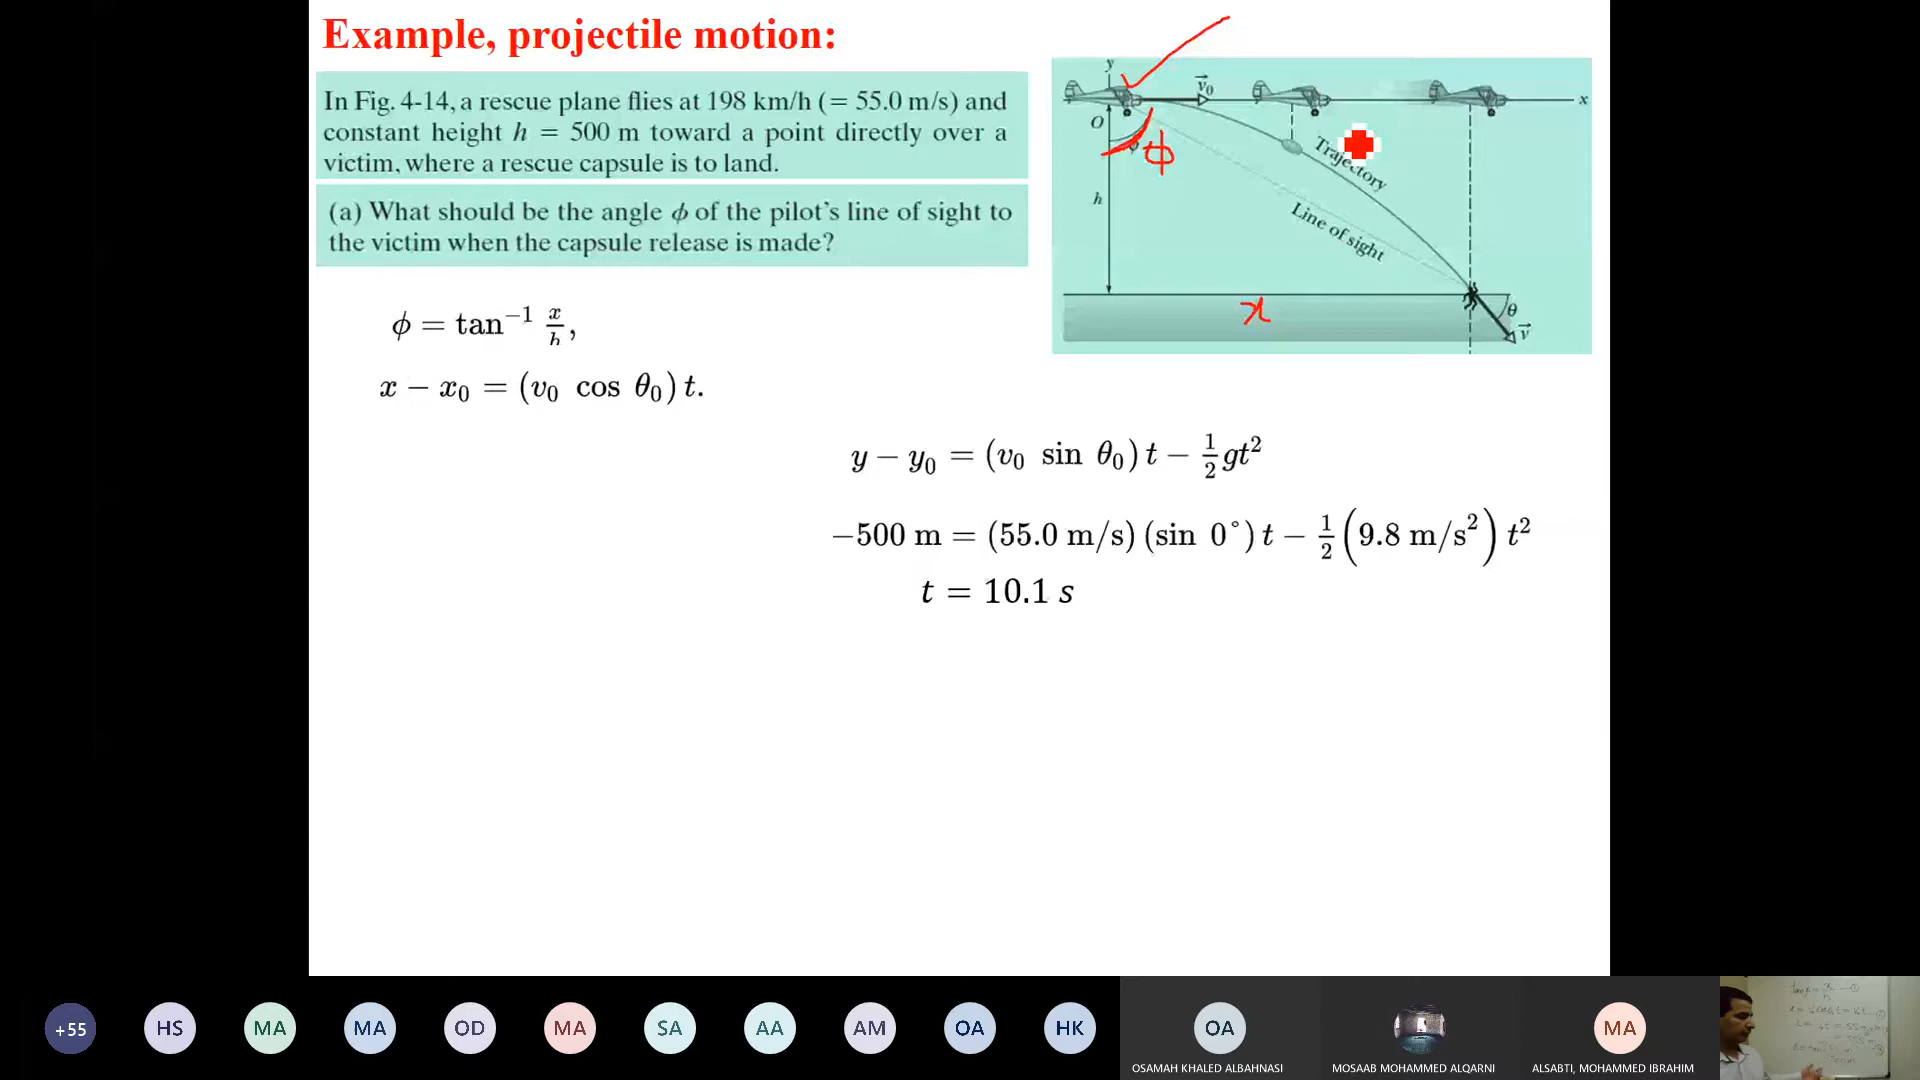 Example, projectile motion:
In Fig. 4-14, a rescue plane flies at 198 km/h (= 55.0 m/s) and
constant height h = 500 m toward a point directly over a
victim, where a rescue capsule is to land.
(a) What should be the angle ϕ of the pilot's line of sight to
the victim when the capsule release is made?
y
v⃗₀
x
O
ϕ
ϕ
Trajectory
h
Line of sight
x
θ
v⃗
ϕ = tan⁻¹ x/h,
x − x₀ = (v₀ cos θ₀) t.
y − y₀ = (v₀ sin θ₀) t − ½gt²
−500 m = (55.0 m/s) (sin 0°) t − ½(9.8 m/s²) t²
t = 10.1 s
+55
HS
MA
MA
OD
MA
SA
AA
AM
OA
HK
OA
MA
OSAMAH KHALED ALBAHNASI
MOSAAB MOHAMMED ALQARNI
ALSABTI, MOHAMMED IBRAHIM